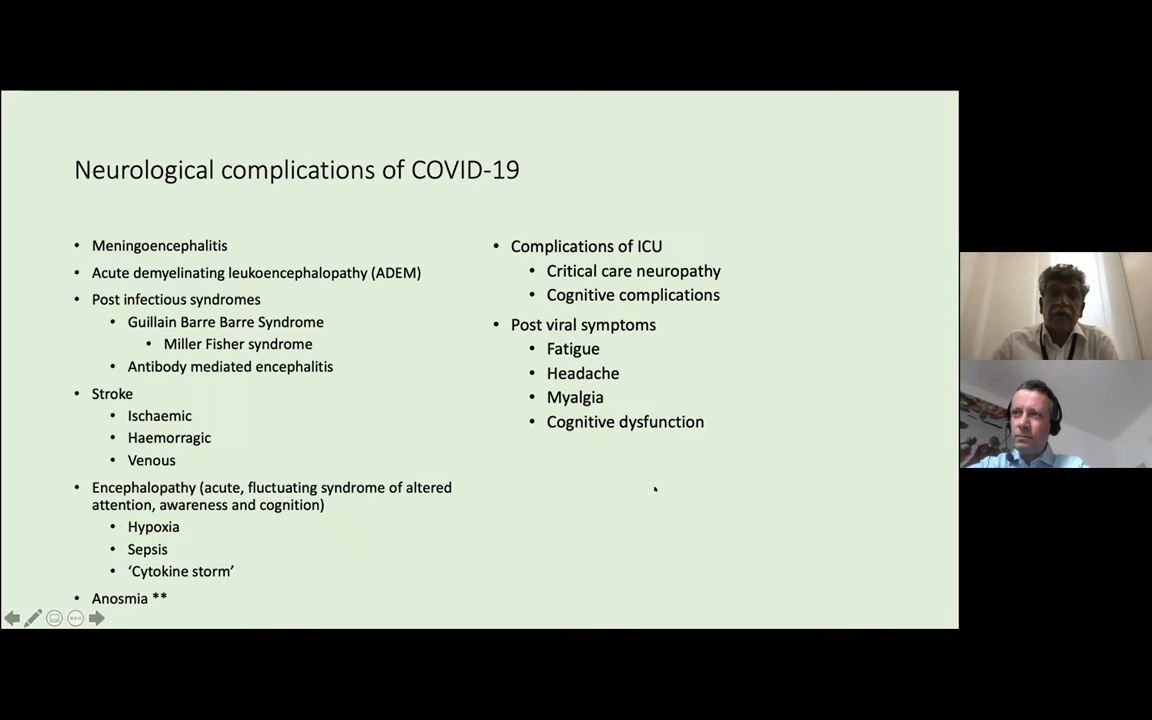 Neurological complications of COVID-19
• Meningoencephalitis
• Acute demyelinating leukoencephalopathy (ADEM)
• Post infectious syndromes
• Guillain Barre Barre Syndrome
• Miller Fisher syndrome
• Antibody mediated encephalitis
• Stroke
• Ischaemic
• Haemorragic
• Venous
• Encephalopathy (acute, fluctuating syndrome of altered
attention, awareness and cognition)
• Hypoxia
• Sepsis
• ‘Cytokine storm’
• Anosmia **
• Complications of ICU
• Critical care neuropathy
• Cognitive complications
• Post viral symptoms
• Fatigue
• Headache
• Myalgia
• Cognitive dysfunction